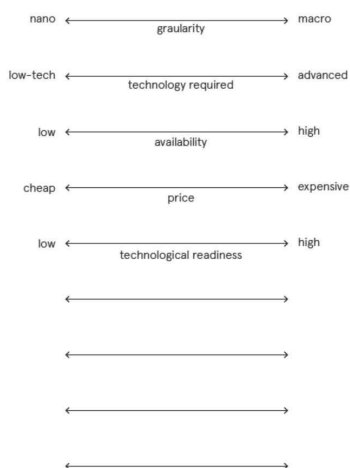 nano macro
graularity
low-tech advanced
technology required
low high
availability
cheap expensive
price
low high
technological readiness